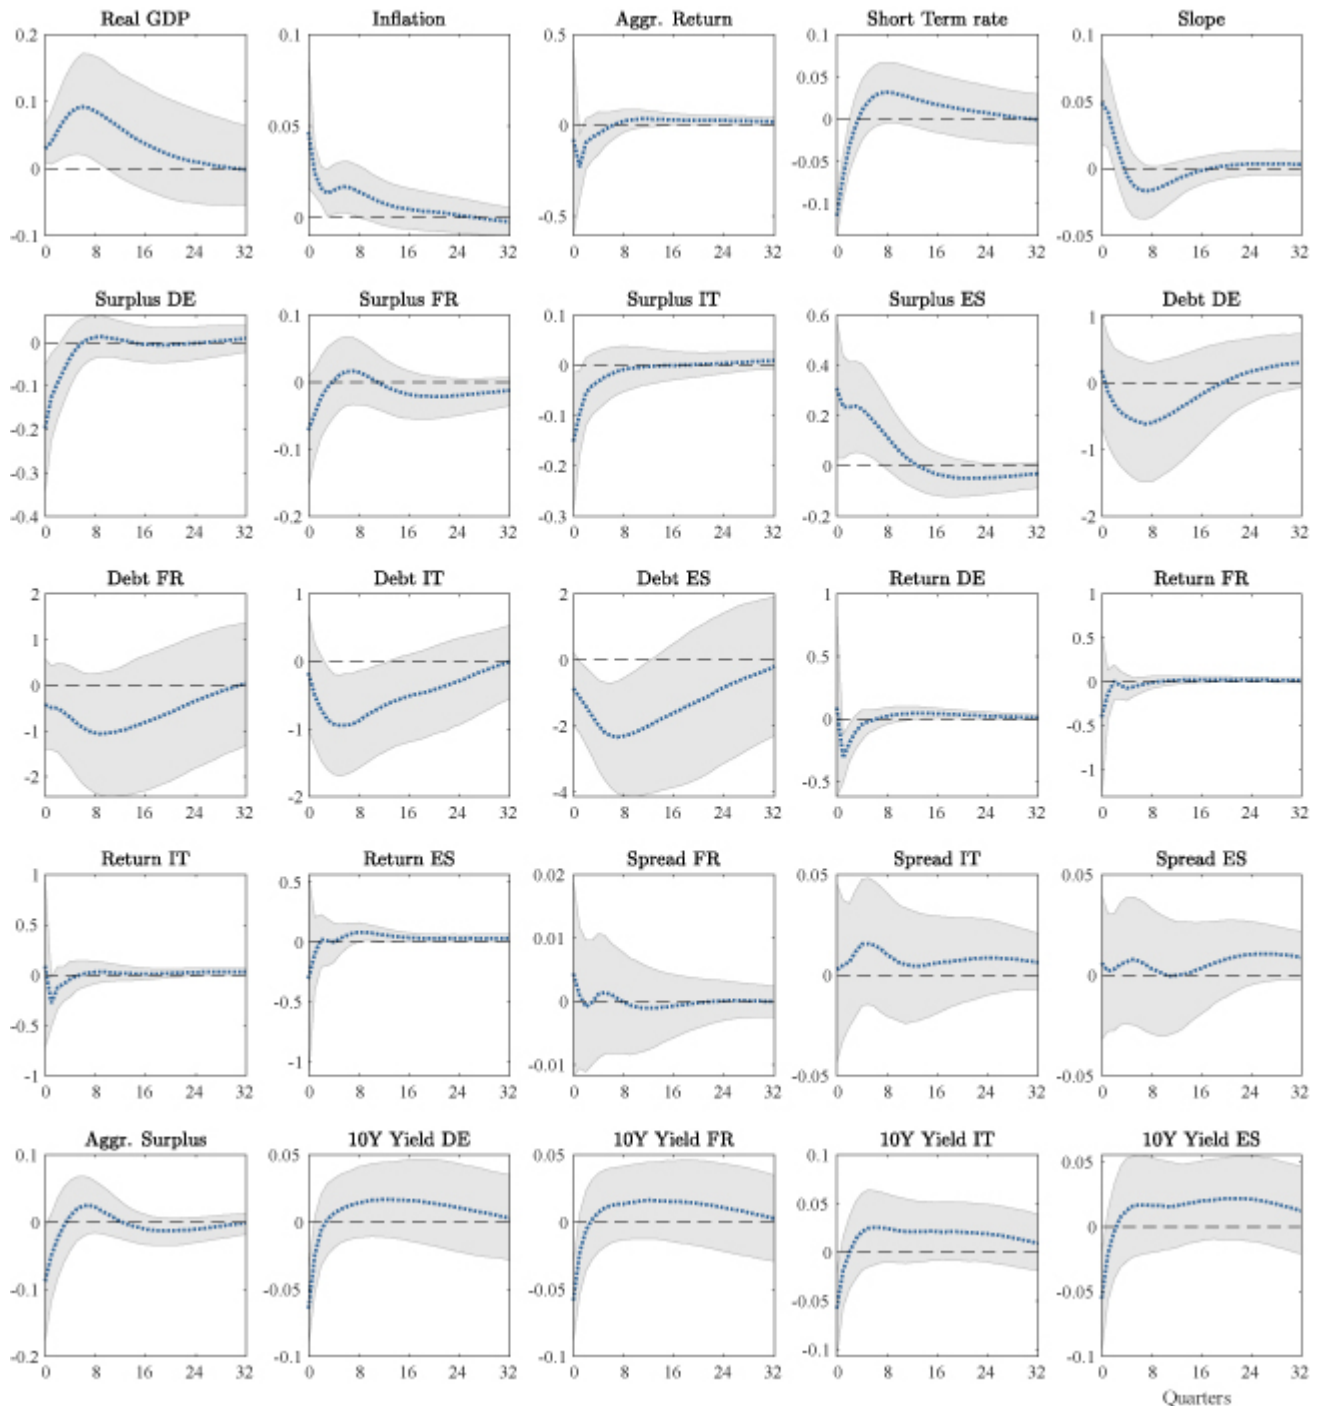 Real GDP Inflation Aggr. Return Short Term rate Slope
0.2 0.1 0.5 0.1 0.1
0.1 0.05 0 0.05 0.05
0 0 -0.5 0 0
-0.1 -0.05 -0.05
-0.1
0 8 16 24 32 0 8 16 24 32 0 8 16 24 32 0 8 16 24 32 0 8 16 24 32
Surplus DE Surplus FR Surplus IT Surplus ES Debt DE
0 0.1 0.1 0.6 1
-0.1 0 0 0.4 0
-0.2 -0.1 -0.1 0.2 -1
-0.3 -0.2 -0.2 0 -2
-0.4 -0.3 -0.2
0 8 16 24 32 0 8 16 24 32 0 8 16 24 32 0 8 16 24 32 0 8 16 24 32
Debt FR Debt IT Debt ES Return DE Return FR
2 1 2 1 1
1 0 0 0.5 0.5
0 -1 -2 0 0
-1 -2 -4 -0.5 -0.5
-2 -1
0 8 16 24 32 0 8 16 24 32 0 8 16 24 32 0 8 16 24 32 0 8 16 24 32
Return IT Return ES Spread FR Spread IT Spread ES
1 0.5 0.02 0.05 0.05
0.5 0 0.01 0 0
0 -0.5 0 -0.05 -0.05
-0.5 -1 -0.01
-1
0 8 16 24 32 0 8 16 24 32 0 8 16 24 32 0 8 16 24 32 0 8 16 24 32
Aggr. Surplus 10Y Yield DE 10Y Yield FR 10Y Yield IT 10Y Yield ES
0.1 0.05 0.05 0.1 0.05
0 0 0 0.05 0
-0.1 -0.05 -0.05 0 -0.05
-0.2 -0.1 -0.1 -0.05 -0.1
-0.1
0 8 16 24 32 0 8 16 24 32 0 8 16 24 32 0 8 16 24 32 0 8 16 24 32
Quarters